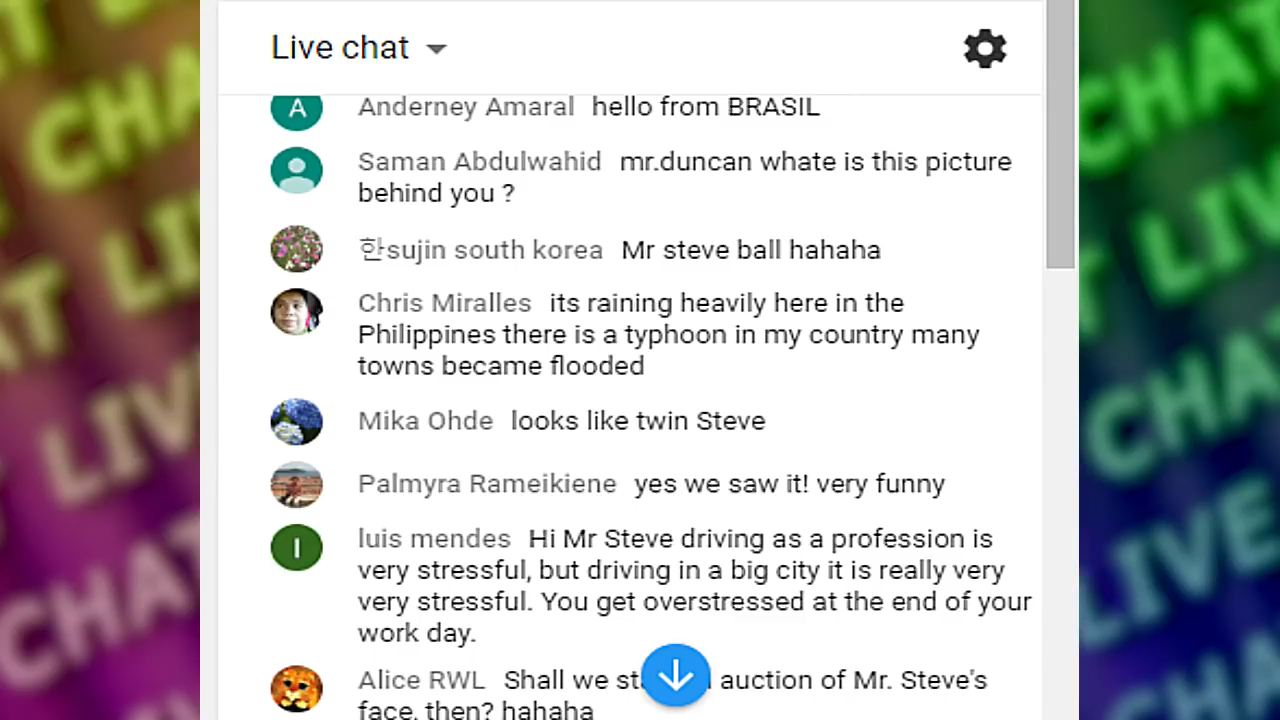 Live chat
A Anderney Amaral hello from BRASIL
Saman Abdulwahid mr.duncan whate is this picture
behind you ?
한sujin south korea Mr steve ball hahaha
Chris Miralles its raining heavily here in the
Philippines there is a typhoon in my country many
towns became flooded
Mika Ohde looks like twin Steve
Palmyra Rameikiene yes we saw it! very funny
l luis mendes Hi Mr Steve driving as a profession is
very stressful, but driving in a big city it is really very
very stressful. You get overstressed at the end of your
work day.
Alice RWL Shall we auction of Mr. Steve's
face, then? hahaha
CHAT
LIVE
CHAT
LIVE
CHAT
LIVE
CHAT